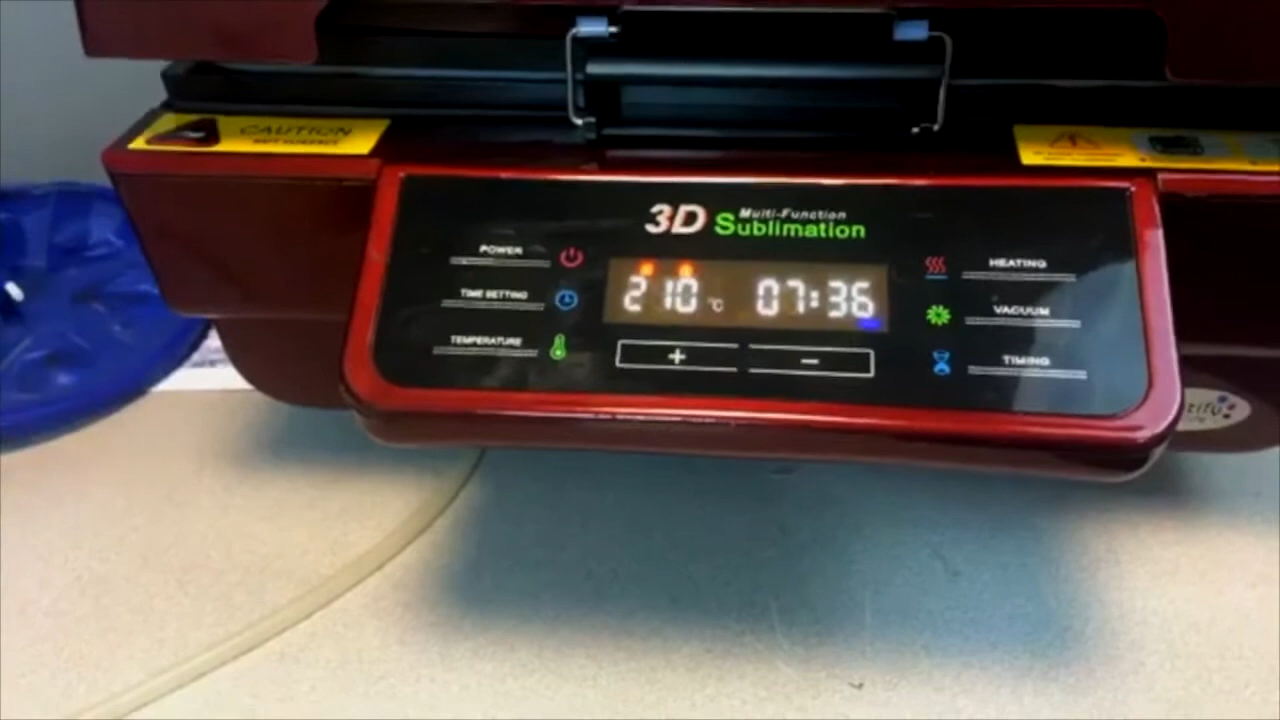 CAUTION
3D Multi-Function
Sublimation
POWER
TIME SETTING
TEMPERATURE
210 °C 07:36
+ −
HEATING
VACUUM
TIMING